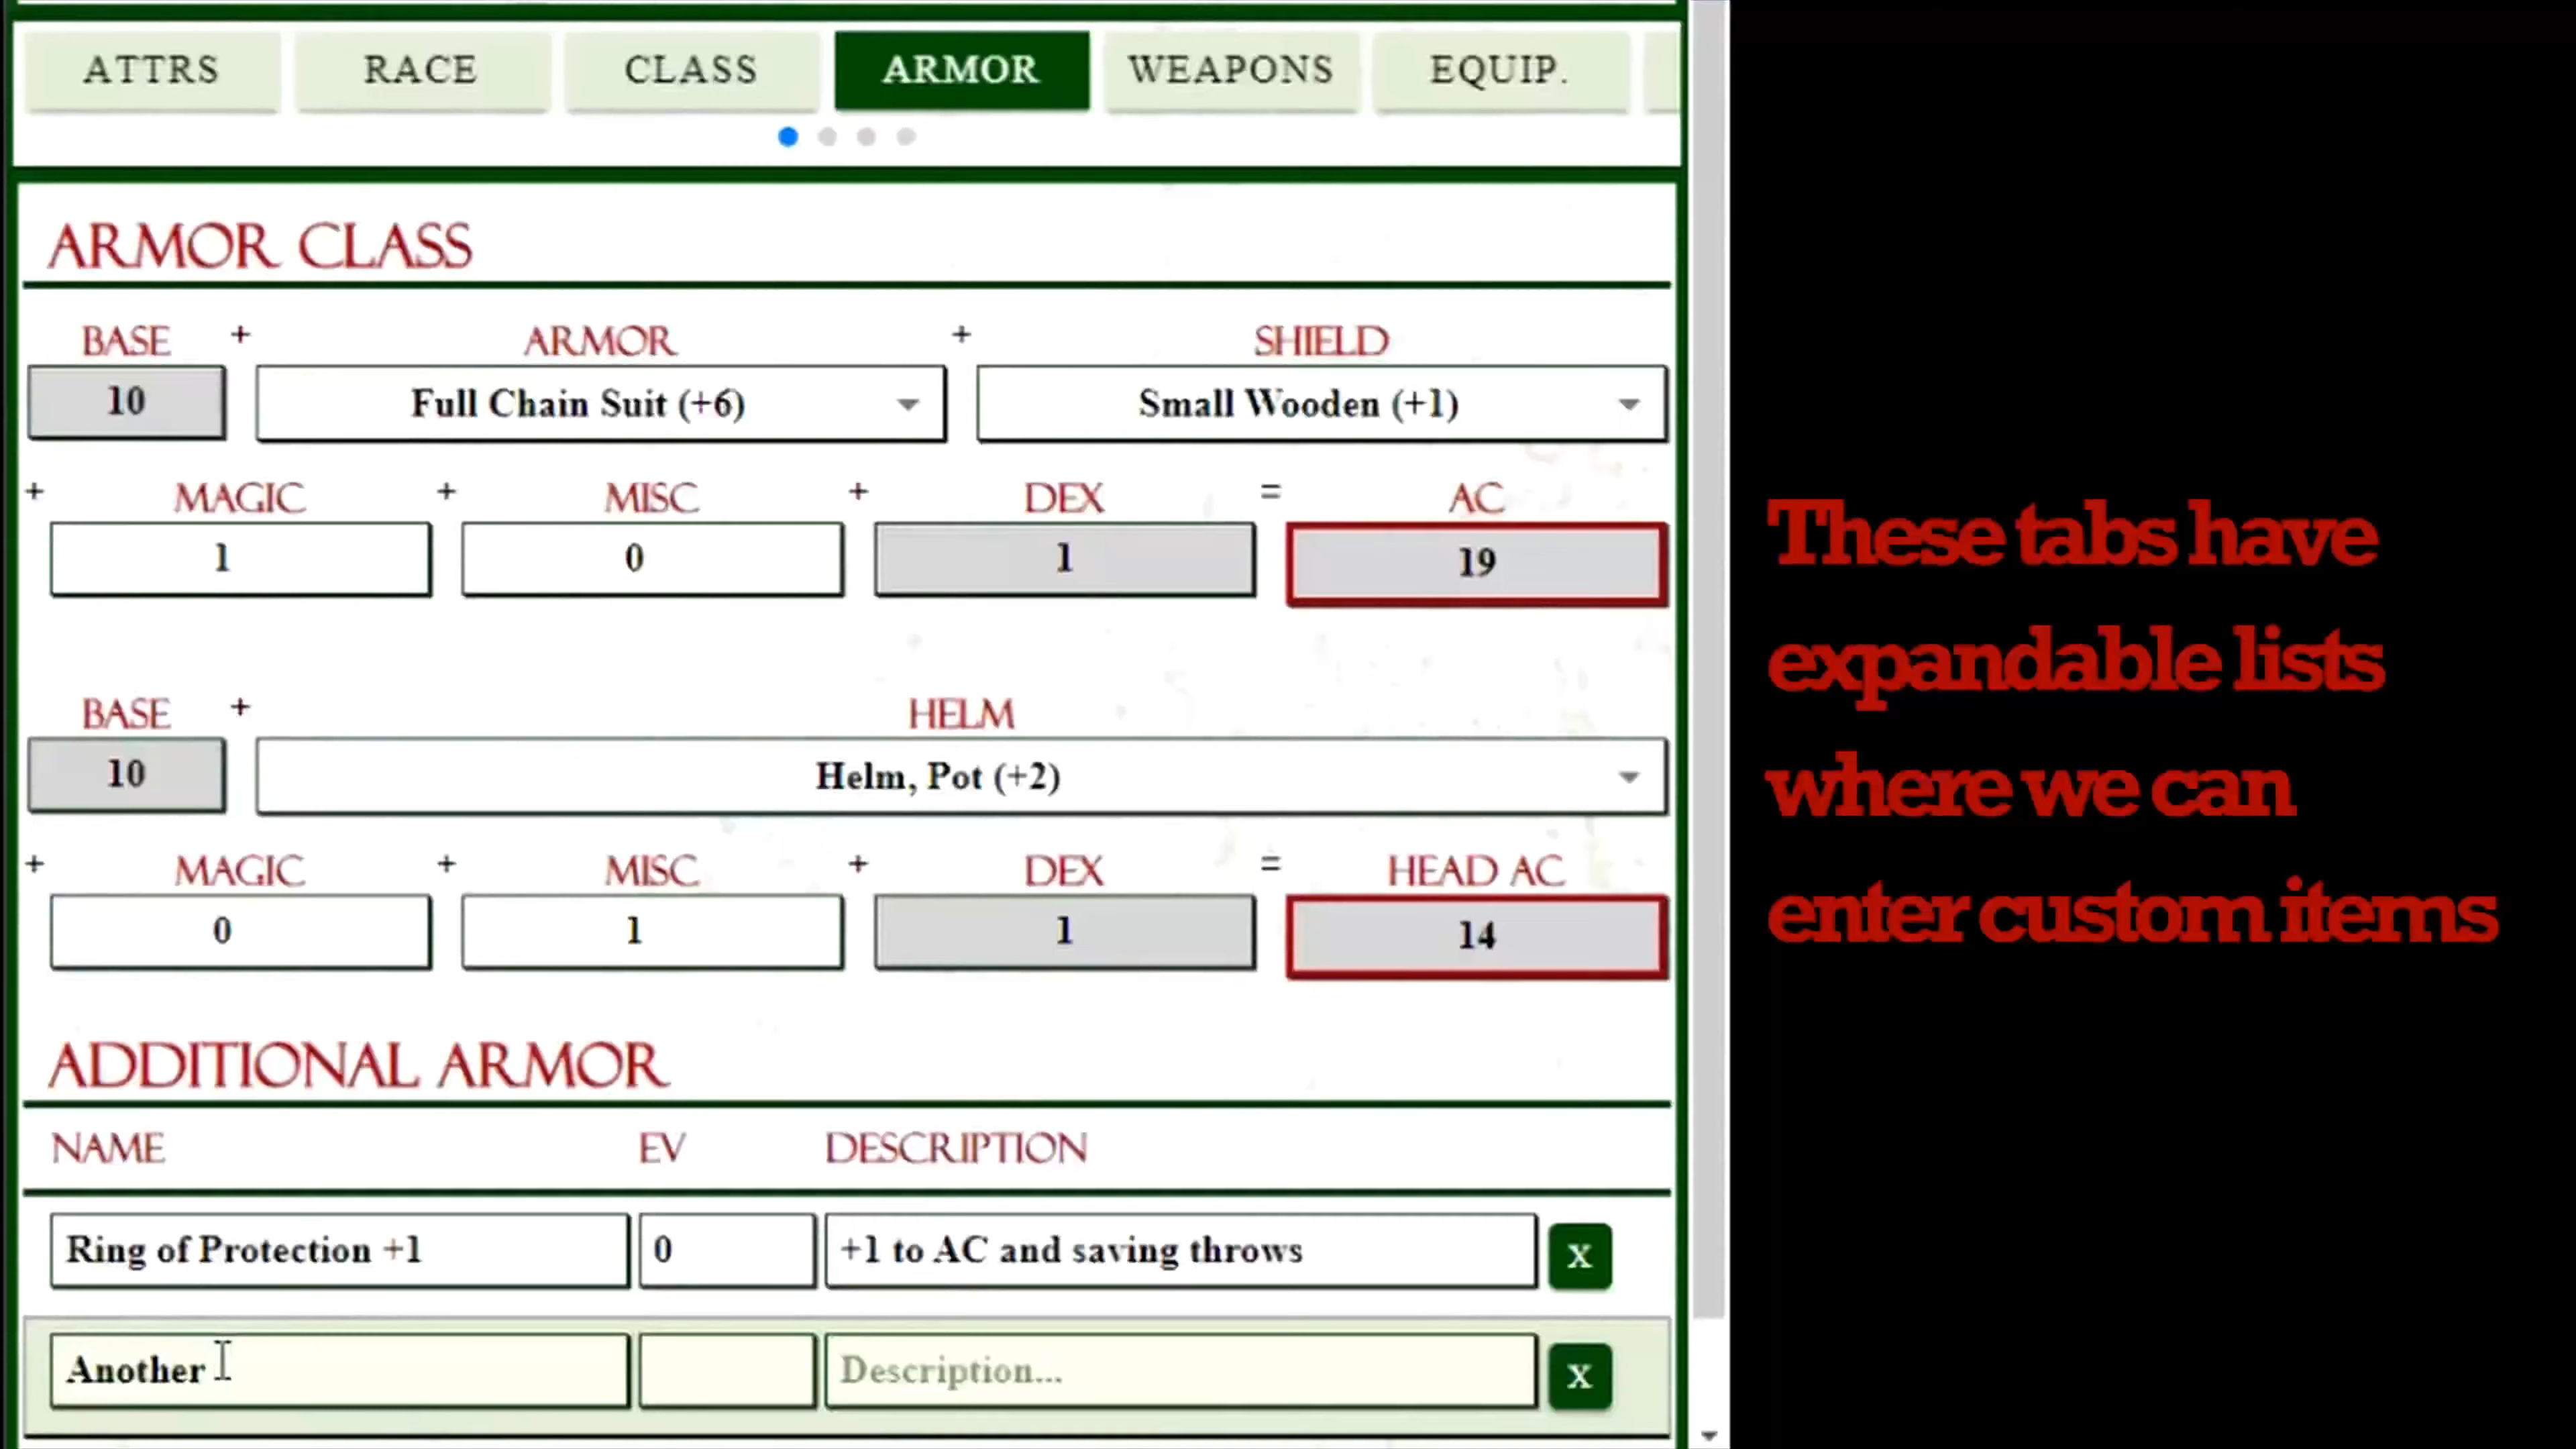 ATTRS RACE CLASS ARMOR WEAPONS EQUIP.
ARMOR CLASS
BASE + ARMOR + SHIELD
10 Full Chain Suit (+6) Small Wooden (+1)
+ MAGIC + MISC + DEX = AC
1 0 1 19
BASE + HELM
10 Helm, Pot (+2)
+ MAGIC + MISC + DEX = HEAD AC
0 1 1 14
ADDITIONAL ARMOR
NAME EV DESCRIPTION
Ring of Protection +1 0 +1 to AC and saving throws X
Another Description... X
These tabs have
expandable lists
where we can
enter custom items